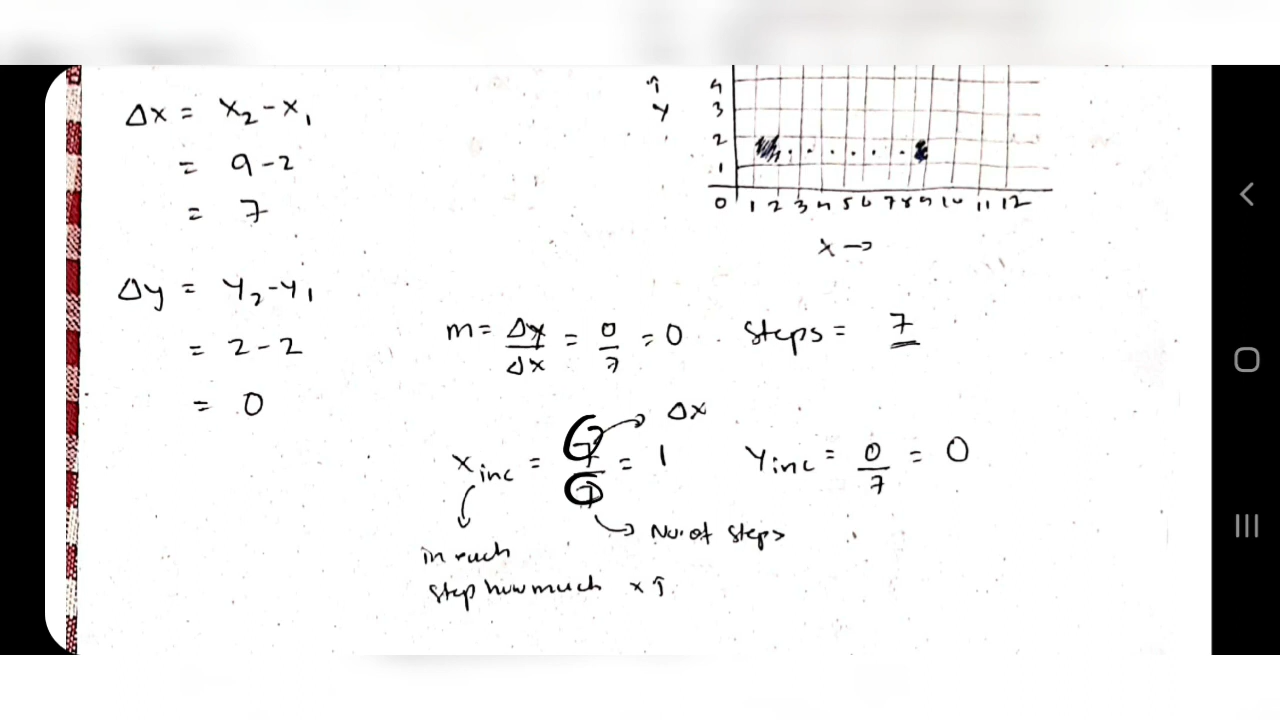 Δx = x₂ - x₁
= 9 - 2
= 7
Δy = y₂ - y₁
= 2 - 2
= 0
↑
Y
4
3
2
1
0 1 2 3 4 5 6 7 8 9 10 11 12
x →
m = Δy/Δx = 0/7 = 0 . steps = 7
x inc = 7/7 = 1
→ Δx
→ No. of steps
Y inc = 0/7 = 0
in each
step how much x ↑.